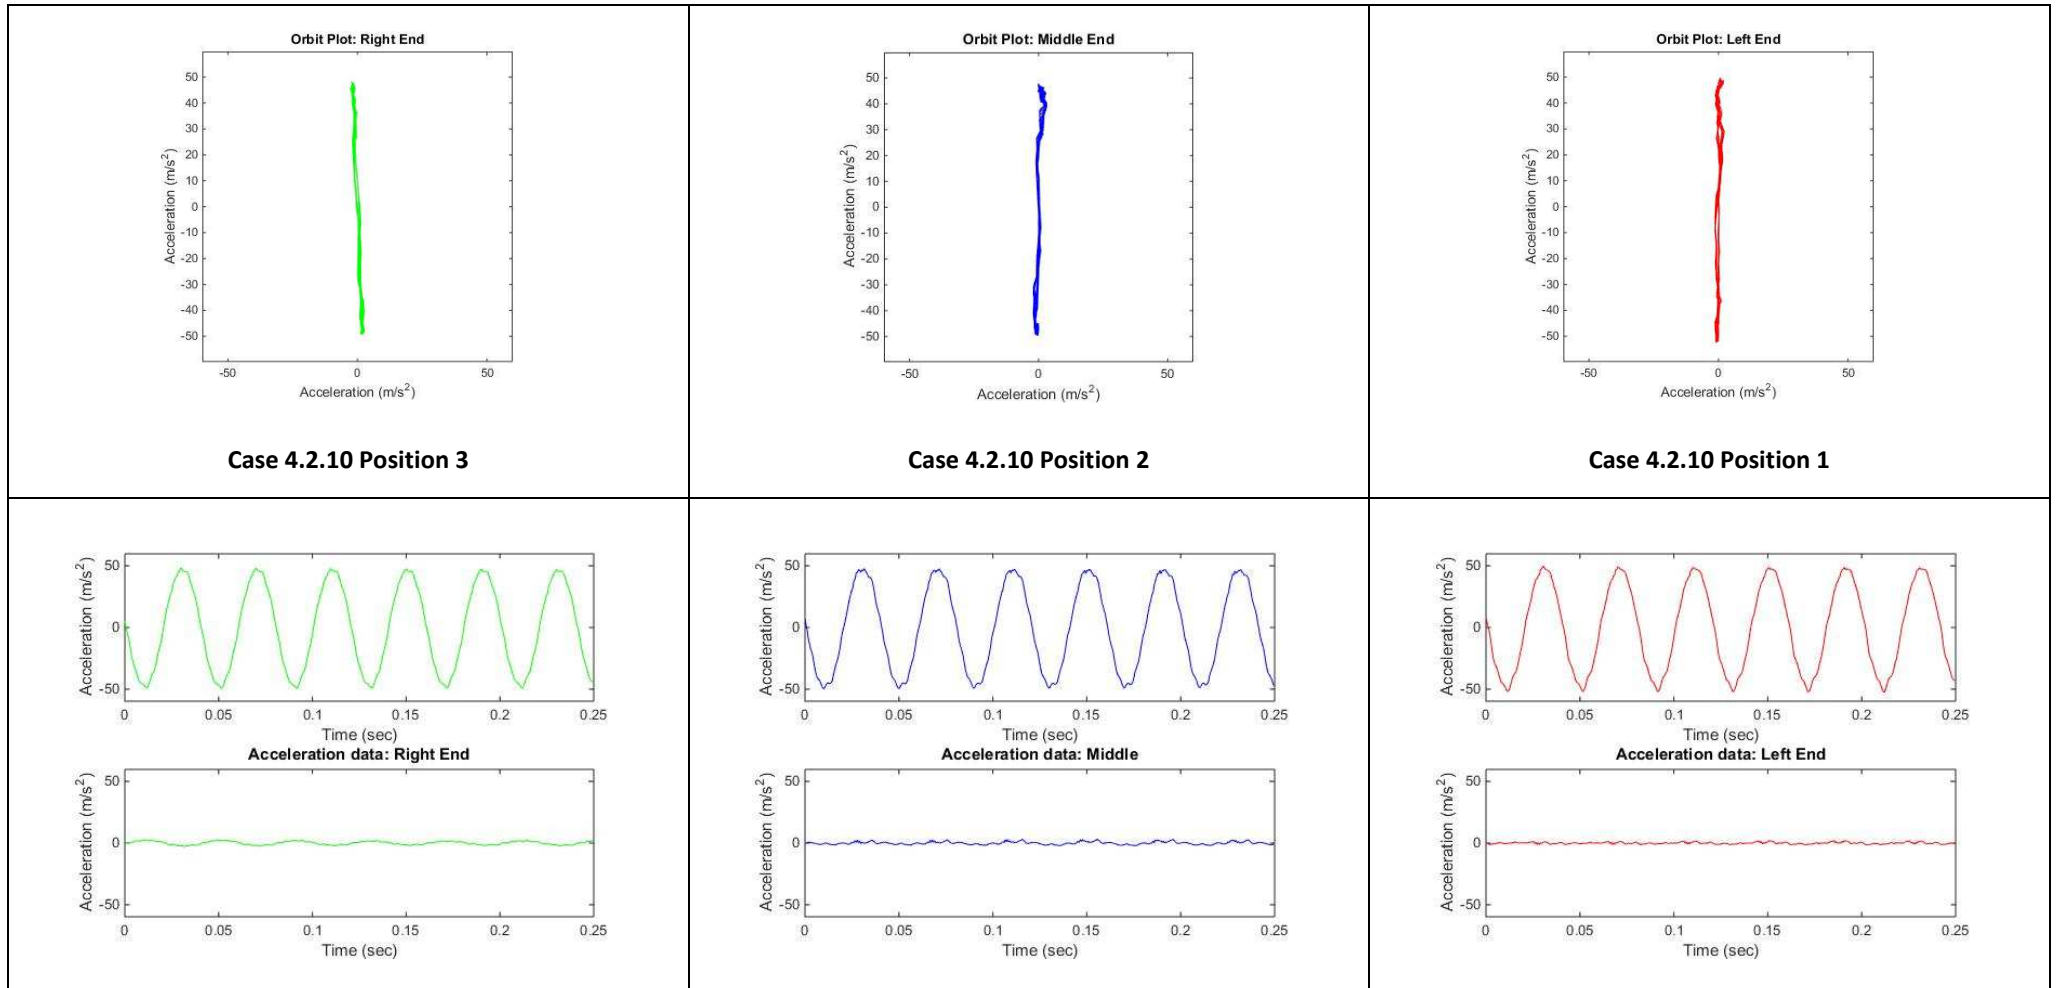 Orbit Plot: Right End
50
40
30
20
10
0
-10
-20
-30
-40
-50
Acceleration (m/s²)
-50 0 50
Acceleration (m/s²)
Case 4.2.10 Position 3
Orbit Plot: Middle End
50
40
30
20
10
0
-10
-20
-30
-40
-50
Acceleration (m/s²)
-50 0 50
Acceleration (m/s²)
Case 4.2.10 Position 2
Orbit Plot: Left End
50
40
30
20
10
0
-10
-20
-30
-40
-50
Acceleration (m/s²)
-50 0 50
Acceleration (m/s²)
Case 4.2.10 Position 1
Acceleration (m/s²)
50
0
-50
0 0.05 0.1 0.15 0.2 0.25
Time (sec)
Acceleration data: Right End
Acceleration (m/s²)
50
0
-50
0 0.05 0.1 0.15 0.2 0.25
Time (sec)
Acceleration (m/s²)
50
0
-50
0 0.05 0.1 0.15 0.2 0.25
Time (sec)
Acceleration data: Middle
Acceleration (m/s²)
50
0
-50
0 0.05 0.1 0.15 0.2 0.25
Time (sec)
Acceleration (m/s²)
50
0
-50
0 0.05 0.1 0.15 0.2 0.25
Time (sec)
Acceleration data: Left End
Acceleration (m/s²)
50
0
-50
0 0.05 0.1 0.15 0.2 0.25
Time (sec)